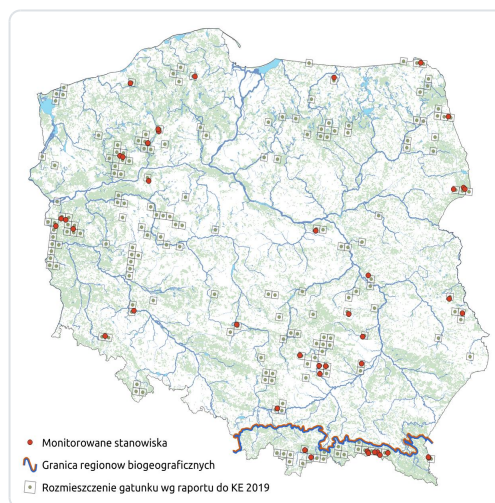 Monitorowane stanowiska
Granica regionow biogeograficznych
Rozmieszczenie gatunku wg raportu do KE 2019